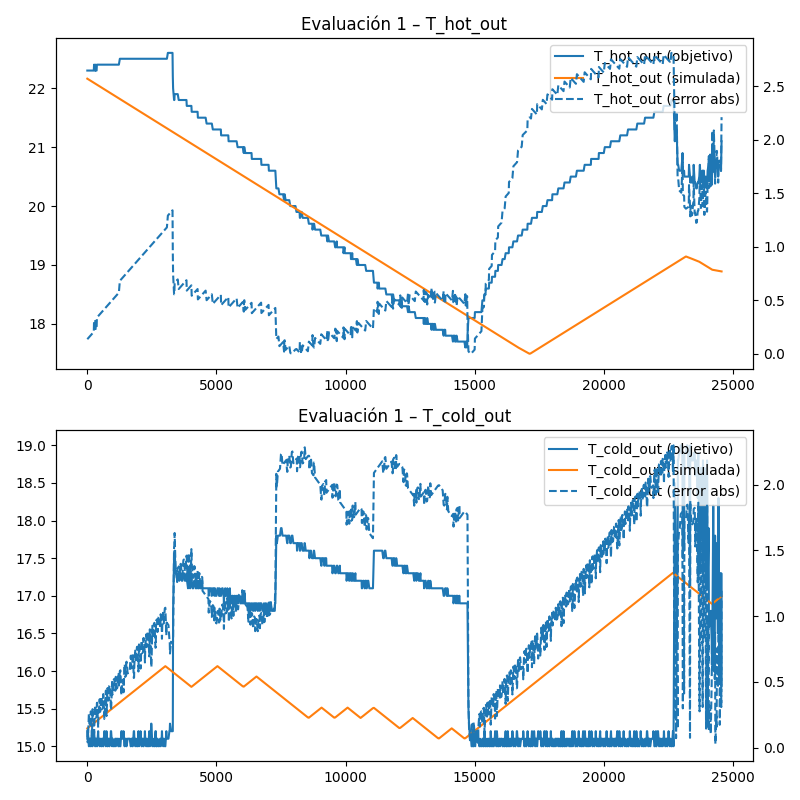 Evaluación 1 – T_hot_out
T_hot_out (objetivo)
T_hot_out (simulada)
T_hot_out (error abs)
22
21
20
19
18
2.5
2.0
1.5
1.0
0.5
0.0
0 5000 10000 15000 20000 25000
Evaluación 1 – T_cold_out
T_cold_out (objetivo)
T_cold_out (simulada)
T_cold_out (error abs)
19.0
18.5
18.0
17.5
17.0
16.5
16.0
15.5
15.0
2.0
1.5
1.0
0.5
0.0
0 5000 10000 15000 20000 25000